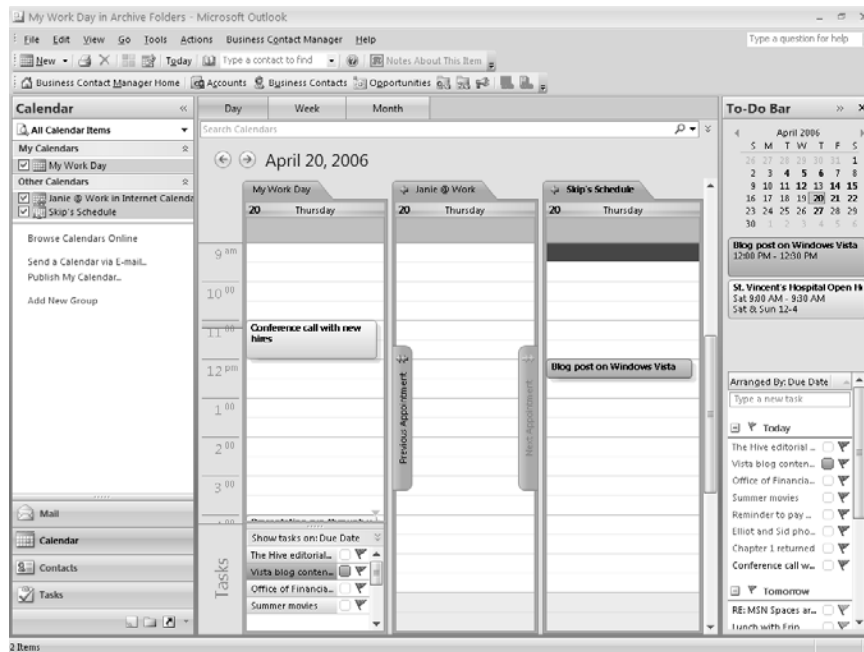 My Work Day in Archive Folders - Microsoft Outlook
File Edit View Go Tools Actions Business Contact Manager Help
Type a question for help
New Today Type a contact to find Notes About This Item
Business Contact Manager Home Accounts Business Contacts Opportunities
Calendar «
All Calendar Items
My Calendars
My Work Day
Other Calendars
Janie @ Work in Internet Calenda
Skip's Schedule
Browse Calendars Online
Send a Calendar via E-mail...
Publish My Calendar...
Add New Group
Mail
Calendar
Contacts
Tasks
Day Week Month
Search Calendars
April 20, 2006
My Work Day
Janie @ Work
Skip's Schedule
20 Thursday
20 Thursday
20 Thursday
9 am
10 00
11 00
12 pm
1 00
2 00
3 00
Conference call with new
hires
Previous Appointment
Next Appointment
Blog post on Windows Vista
Tasks
Show tasks on: Due Date
The Hive editorial...
Vista blog conten...
Office of Financia...
Summer movies
To-Do Bar » X
April 2006
S M T W T F S
26 27 28 29 30 31 1
2 3 4 5 6 7 8
9 10 11 12 13 14 15
16 17 18 19 20 21 22
23 24 25 26 27 28 29
30 1 2 3 4 5 6
Blog post on Windows Vista
12:00 PM - 12:30 PM
St. Vincent's Hospital Open H
Sat 9:00 AM - 9:30 AM
Sat & Sun 12-4
Arranged By: Due Date
Type a new task
Today
The Hive editorial ...
Vista blog conten...
Office of Financia...
Summer movies
Reminder to pay ...
Elliot and Sid pho...
Chapter 1 returned
Conference call w...
Tomorrow
RE: MSN Spaces ar...
Lunch with Erin
2 Items